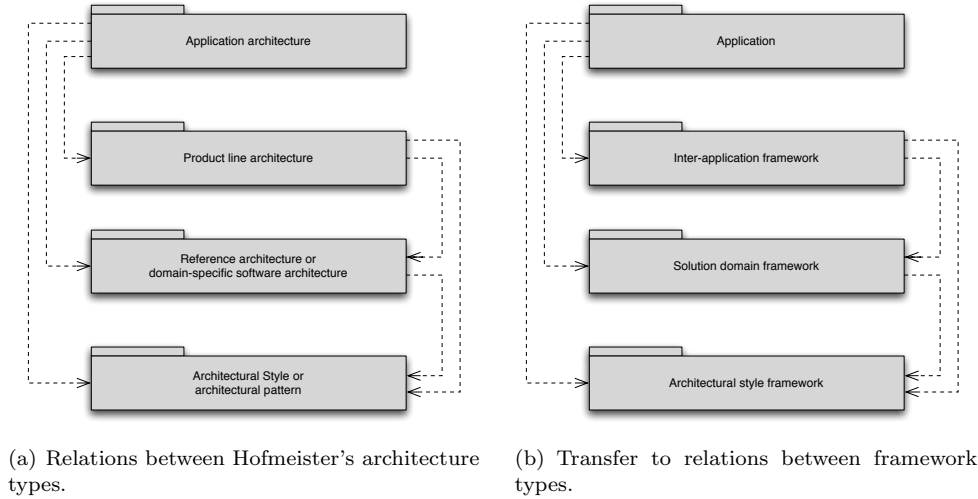 Application architecture
Product line architecture
Reference architecture or
domain-specific software architecture
Architectural Style or
architectural pattern
(a) Relations between Hofmeister's architecture
types.
Application
Inter-application framework
Solution domain framework
Architectural style framework
(b) Transfer to relations between framework
types.